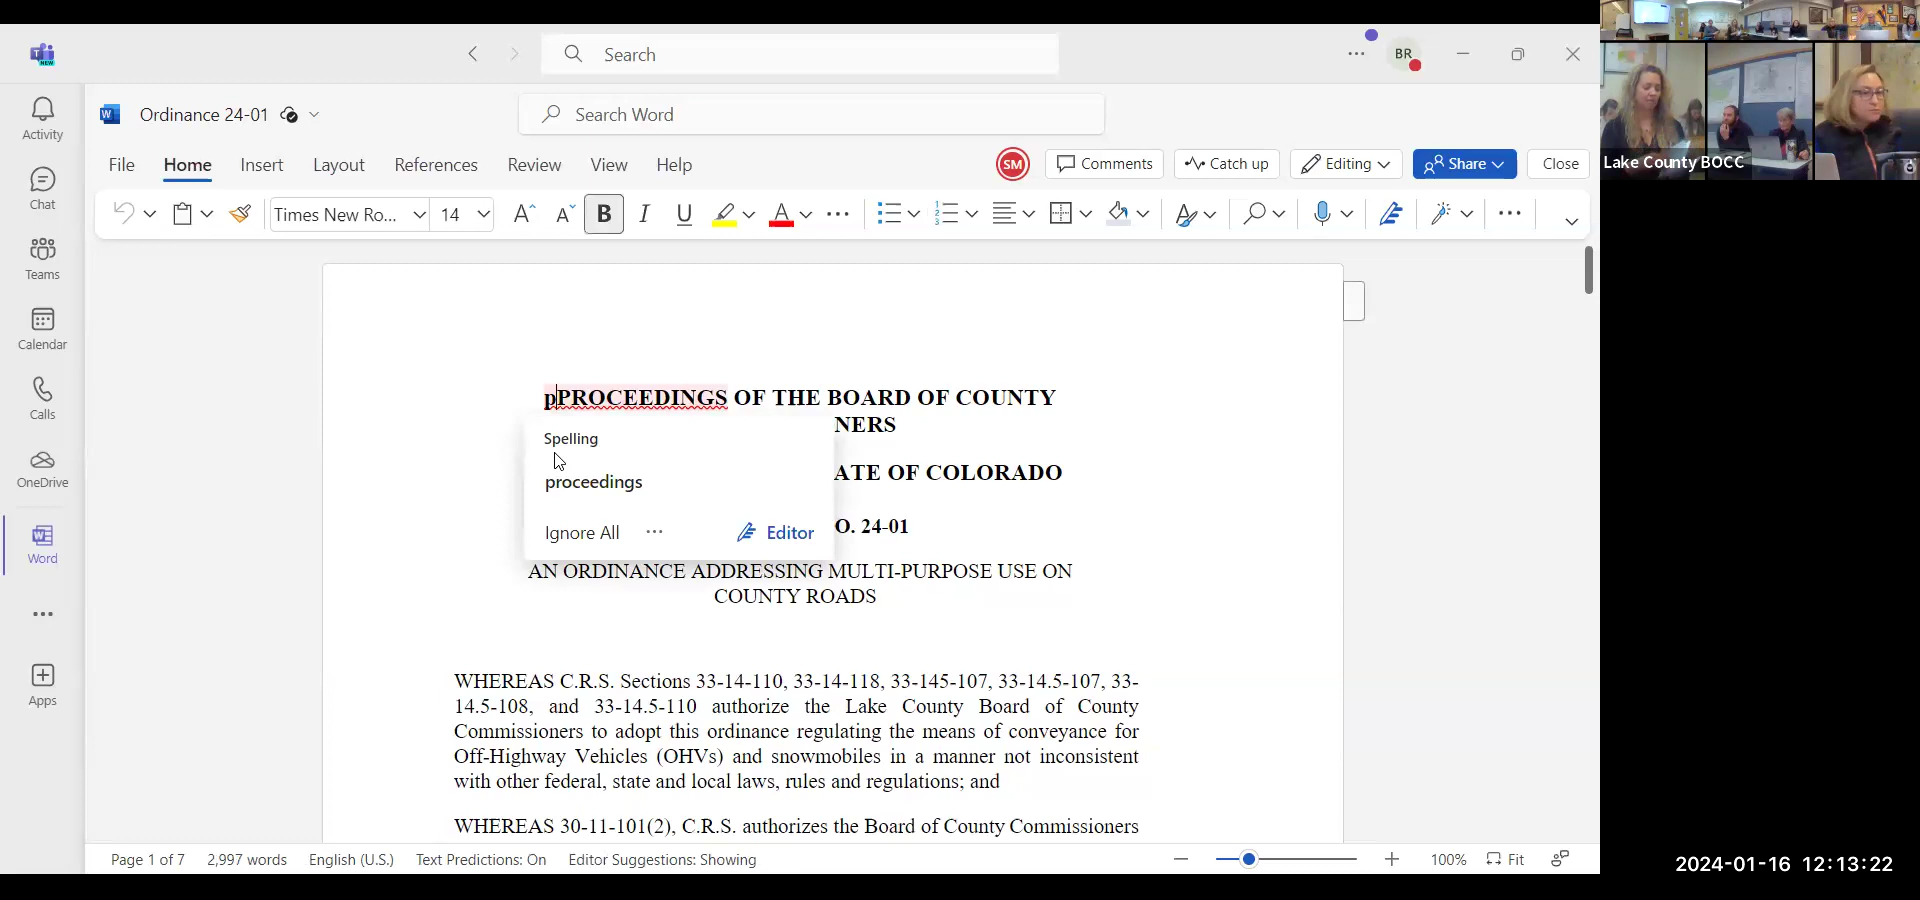 Search
BR
Ordinance 24-01
Search Word
File Home Insert Layout References Review View Help
SM Comments Catch up Editing Share Close
Times New Ro... 14 A A B I U A
Activity
Chat
Teams
Calendar
Calls
OneDrive
Word
Apps
pPROCEEDINGS OF THE BOARD OF COUNTY
NERS
ATE OF COLORADO
O. 24-01
Spelling
proceedings
Ignore All ... Editor
AN ORDINANCE ADDRESSING MULTI-PURPOSE USE ON
COUNTY ROADS
WHEREAS C.R.S. Sections 33-14-110, 33-14-118, 33-145-107, 33-14.5-107, 33-
14.5-108, and 33-14.5-110 authorize the Lake County Board of County
Commissioners to adopt this ordinance regulating the means of conveyance for
Off-Highway Vehicles (OHVs) and snowmobiles in a manner not inconsistent
with other federal, state and local laws, rules and regulations; and
WHEREAS 30-11-101(2), C.R.S. authorizes the Board of County Commissioners
Page 1 of 7 2,997 words English (U.S.) Text Predictions: On Editor Suggestions: Showing
100% Fit
Lake County BOCC
2024-01-16 12:13:22